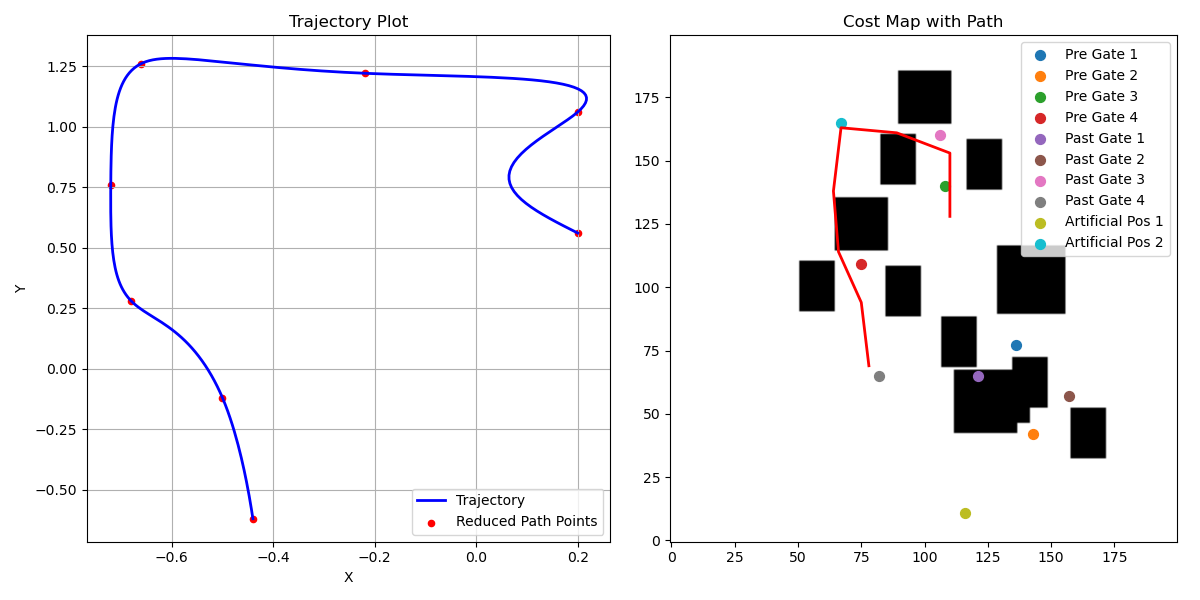 Trajectory Plot
1.25
1.00
0.75
0.50
0.25
0.00
−0.25
−0.50
Y
−0.6
−0.4
−0.2
0.0
0.2
X
Trajectory
Reduced Path Points
Cost Map with Path
175
150
125
100
75
50
25
0
0
25
50
75
100
125
150
175
Pre Gate 1
Pre Gate 2
Pre Gate 3
Pre Gate 4
Past Gate 1
Past Gate 2
Past Gate 3
Past Gate 4
Artificial Pos 1
Artificial Pos 2